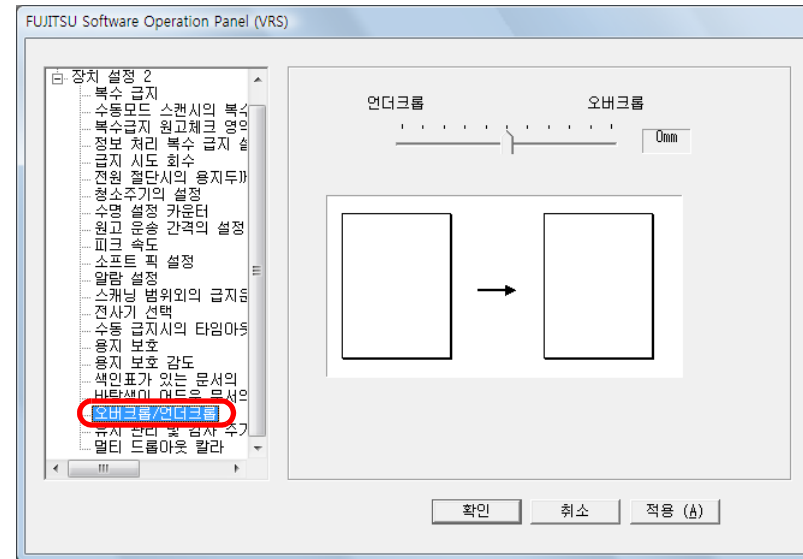 FUJITSU Software Operation Panel (VRS)
장치 설정 2
복수 급지
수동모드 스캔시의 복수
복수급지 원고체크 영역
정보 처리 복수 급지 설
급지 시도 회수
전원 절단시의 용지두께
청소주기의 설정
수명 설정 카운터
원고 운송 간격의 설정
피크 속도
소프트 픽 설정
알람 설정
스캐닝 범위외의 급지
전사기 선택
수동 급지시의 타임아웃
용지 보호
용지 보호 감도
색인표가 있는 문서의
바탕색이 어두운 문서의
오버크롭/언더크롭
유지 관리 및 검사 주기
멀티 드롭아웃 칼라
언더크롭 오버크롭
0mm
확인 취소 적용 (A)